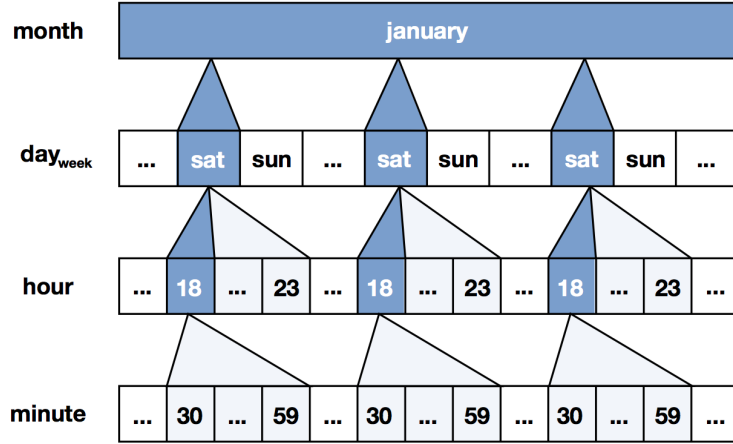 month january
day week ... sat sun ... sat sun ... sat sun ...
hour ... 18 ... 23 ... 18 ... 23 ... 18 ... 23 ...
minute ... 30 ... 59 ... 30 ... 59 ... 30 ... 59 ...